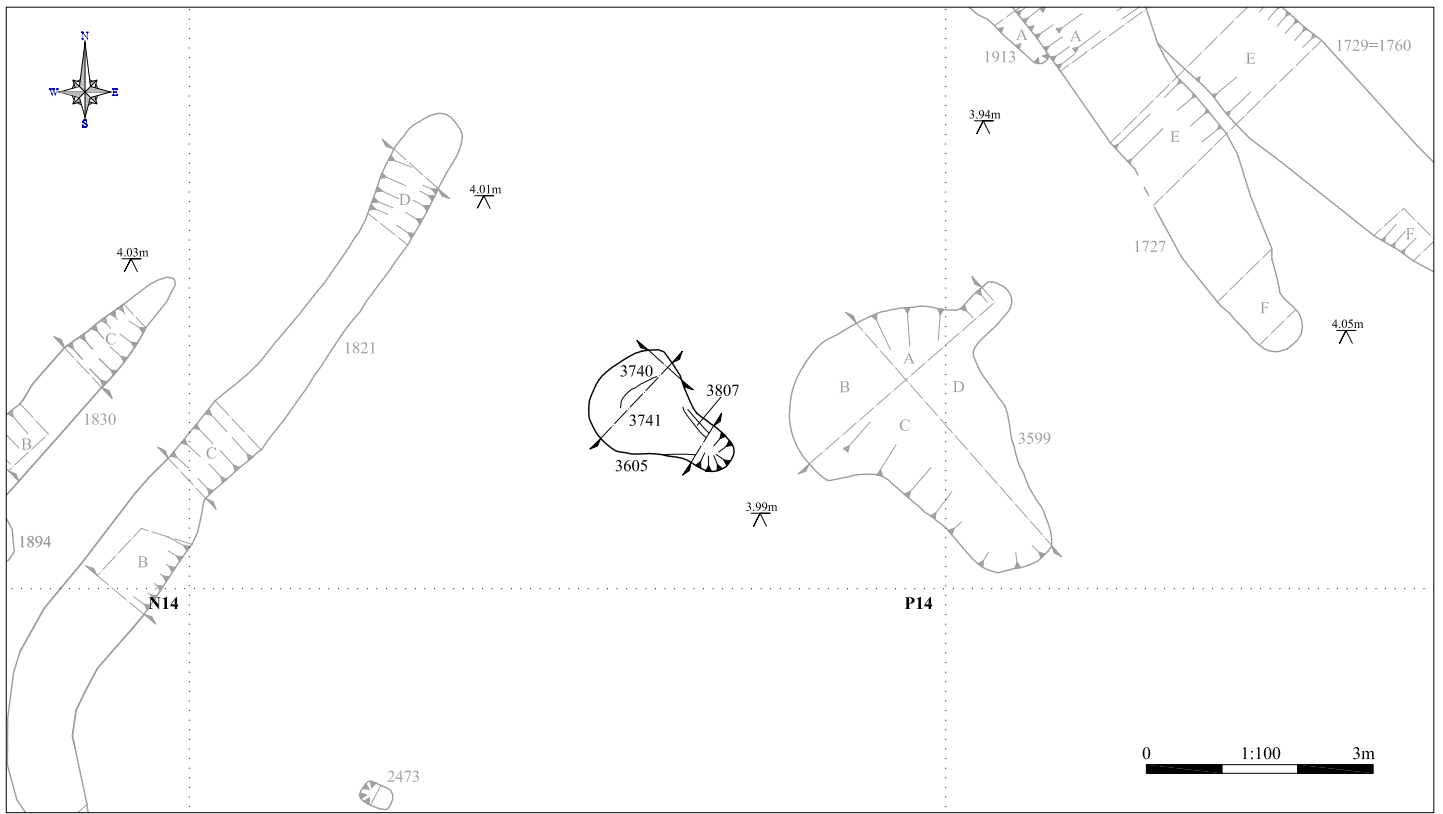 N
W E
S
A A
1913
E
1729=1760
3.94m
E
D
4.01m
F
1727
4.03m
F
4.05m
C
1821
A
3740
B D
3807
1830
3741
C
3599
B
C
3605
3.99m
1894
B
N14
P14
0 1:100 3m
2473